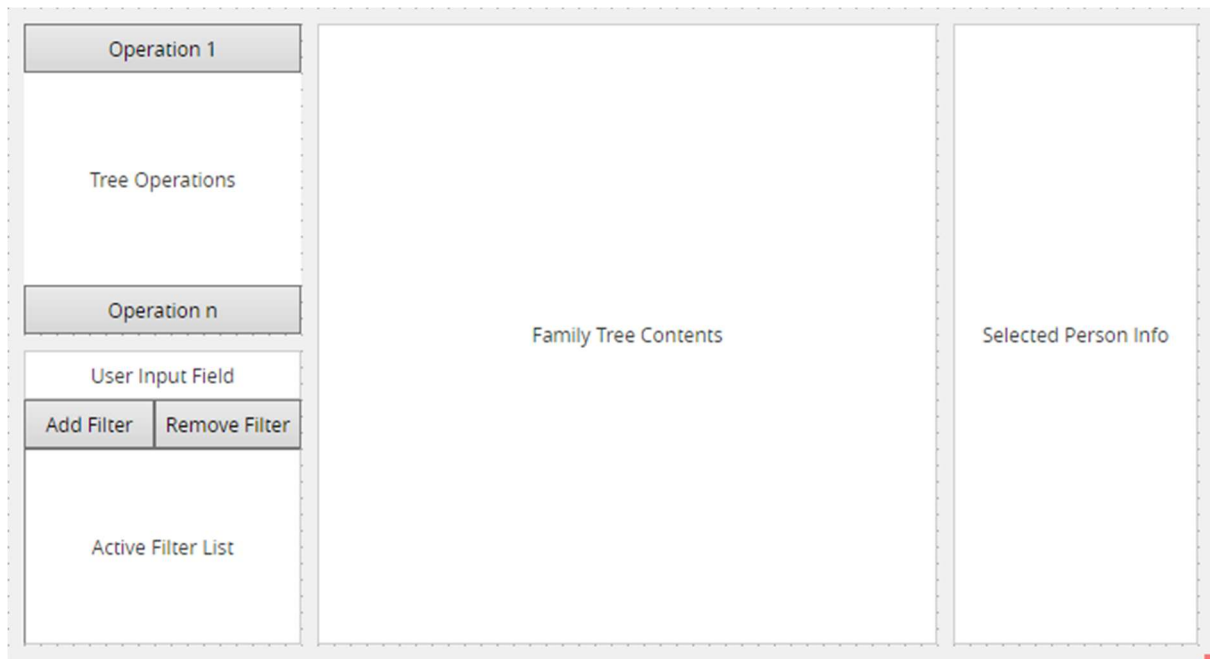 Operation 1
Tree Operations
Operation n
User Input Field
Add Filter
Remove Filter
Active Filter List
Family Tree Contents
Selected Person Info